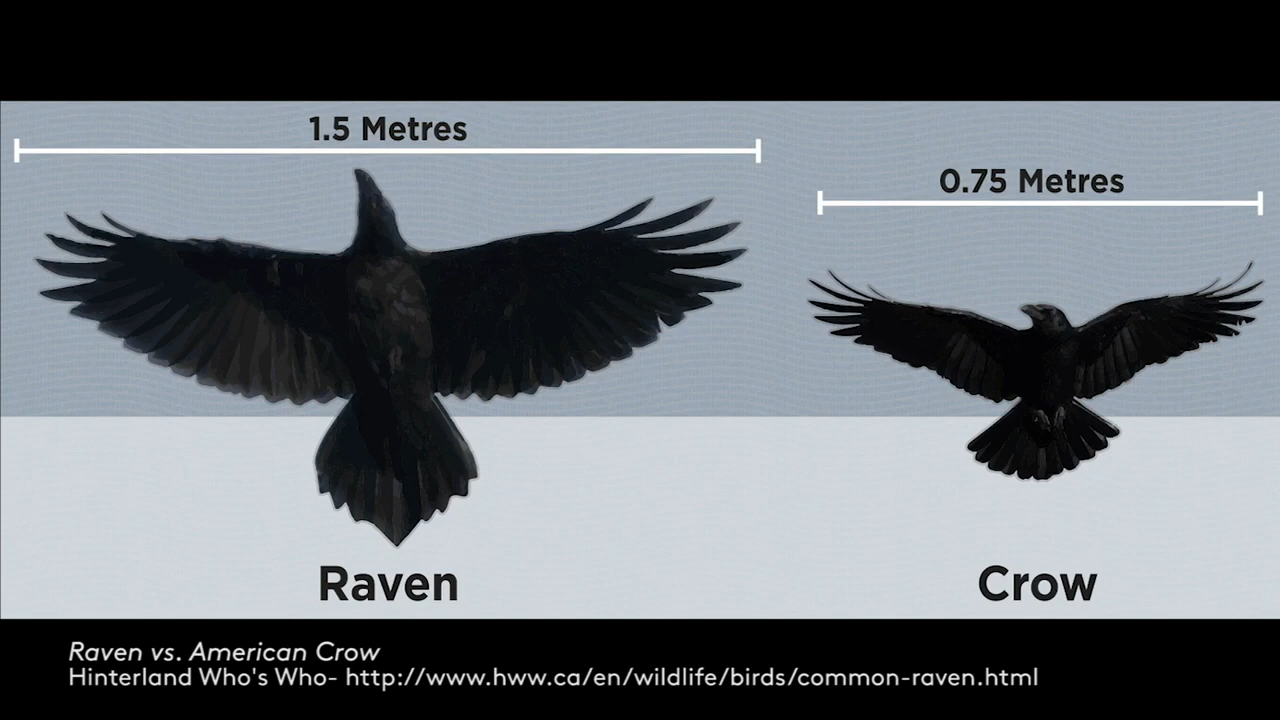 1.5 Metres
0.75 Metres
Raven
Crow
Raven vs. American Crow
Hinterland Who's Who- http://www.hww.ca/en/wildlife/birds/common-raven.html